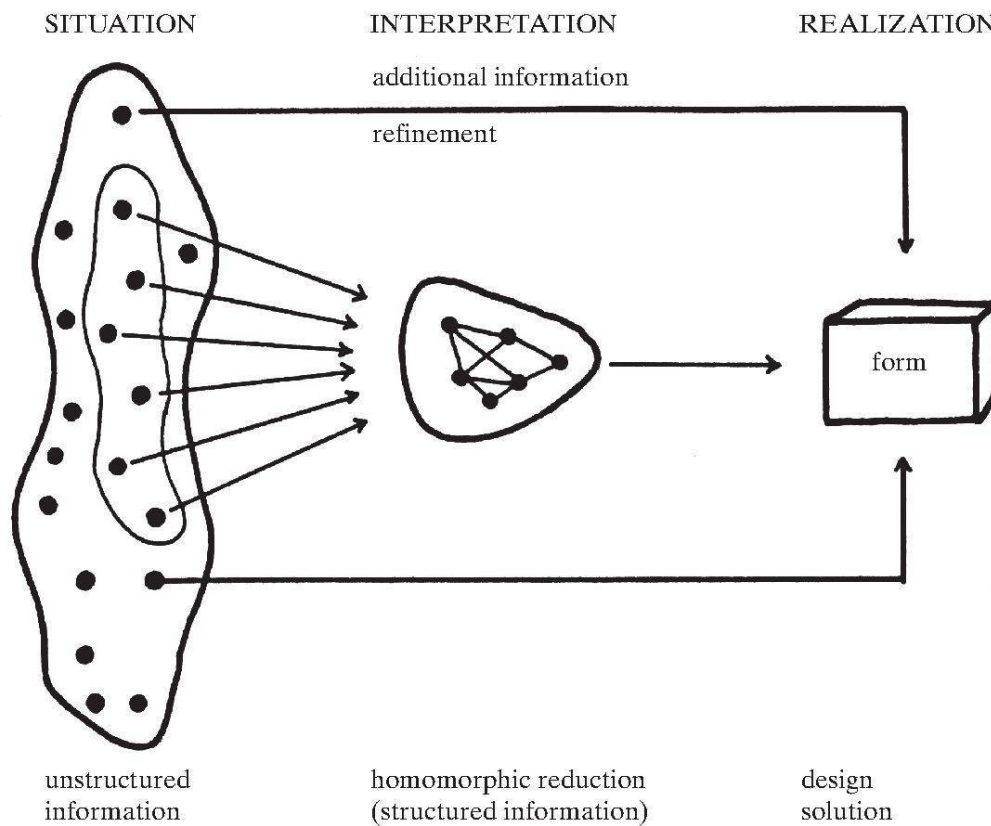 SITUATION
INTERPRETATION
REALIZATION
additional information
refinement
form
unstructured
information
homomorphic reduction
(structured information)
design
solution